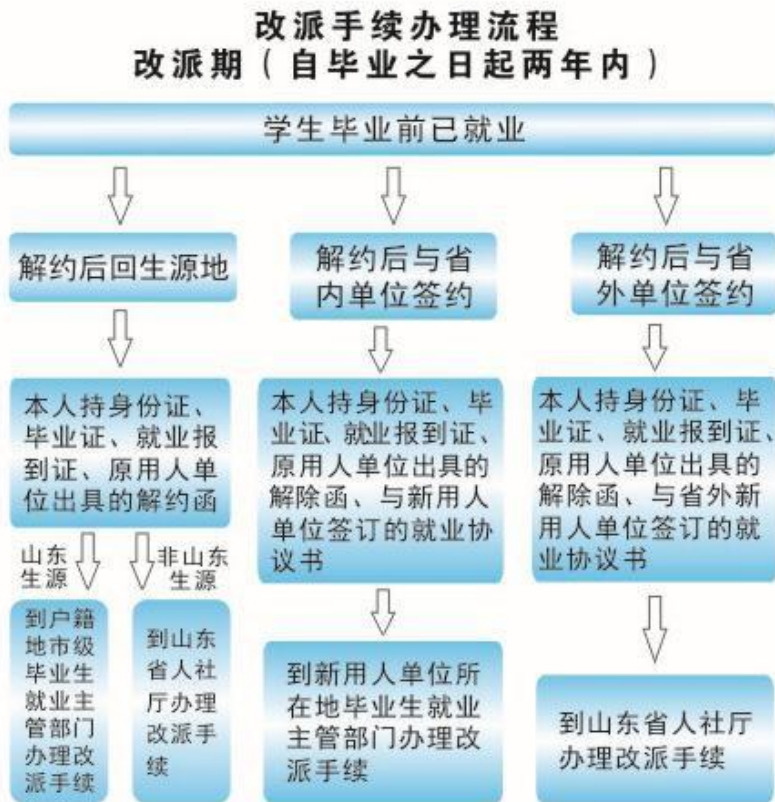 改派手续办理流程
改派期（自毕业之日起两年内）
学生毕业前已就业
解约后回生源地
解约后与省
内单位签约
解约后与省
外单位签约
本人持身份证、
毕业证、就业报
到证、原用人单
位出具的解约函
本人持身份证、毕
业证、就业报到证、
原用人单位出具的
解除函、与新用人
单位签订的就业协
议书
本人持身份证、毕
业证、就业报到证、
原用人单位出具的
解除函、与省外新
用人单位签订的就
业协议书
山东
生源
非山东
生源
到户籍
地市级
毕业生
就业主
管部门
办理改
派手续
到山东
省人社
厅办理
改派手
续
到新用人单位所
在地毕业生就业
主管部门办理改
派手续
到山东省人社厅
办理改派手续